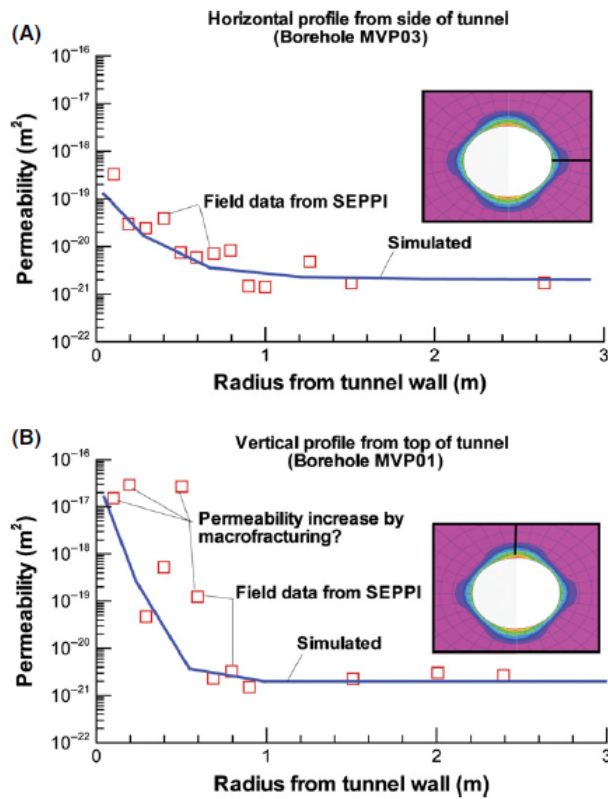 (A)
Horizontal profile from side of tunnel
(Borehole MVP03)
Permeability (m²)
10⁻¹⁶
10⁻¹⁷
10⁻¹⁸
10⁻¹⁹
10⁻²⁰
10⁻²¹
10⁻²²
Field data from SEPPI
Simulated
0
1
2
3
Radius from tunnel wall (m)
(B)
Vertical profile from top of tunnel
(Borehole MVP01)
Permeability (m²)
10⁻¹⁶
10⁻¹⁷
10⁻¹⁸
10⁻¹⁹
10⁻²⁰
10⁻²¹
10⁻²²
Permeability increase by
macrofracturing?
Field data from SEPPI
Simulated
0
1
2
3
Radius from tunnel wall (m)